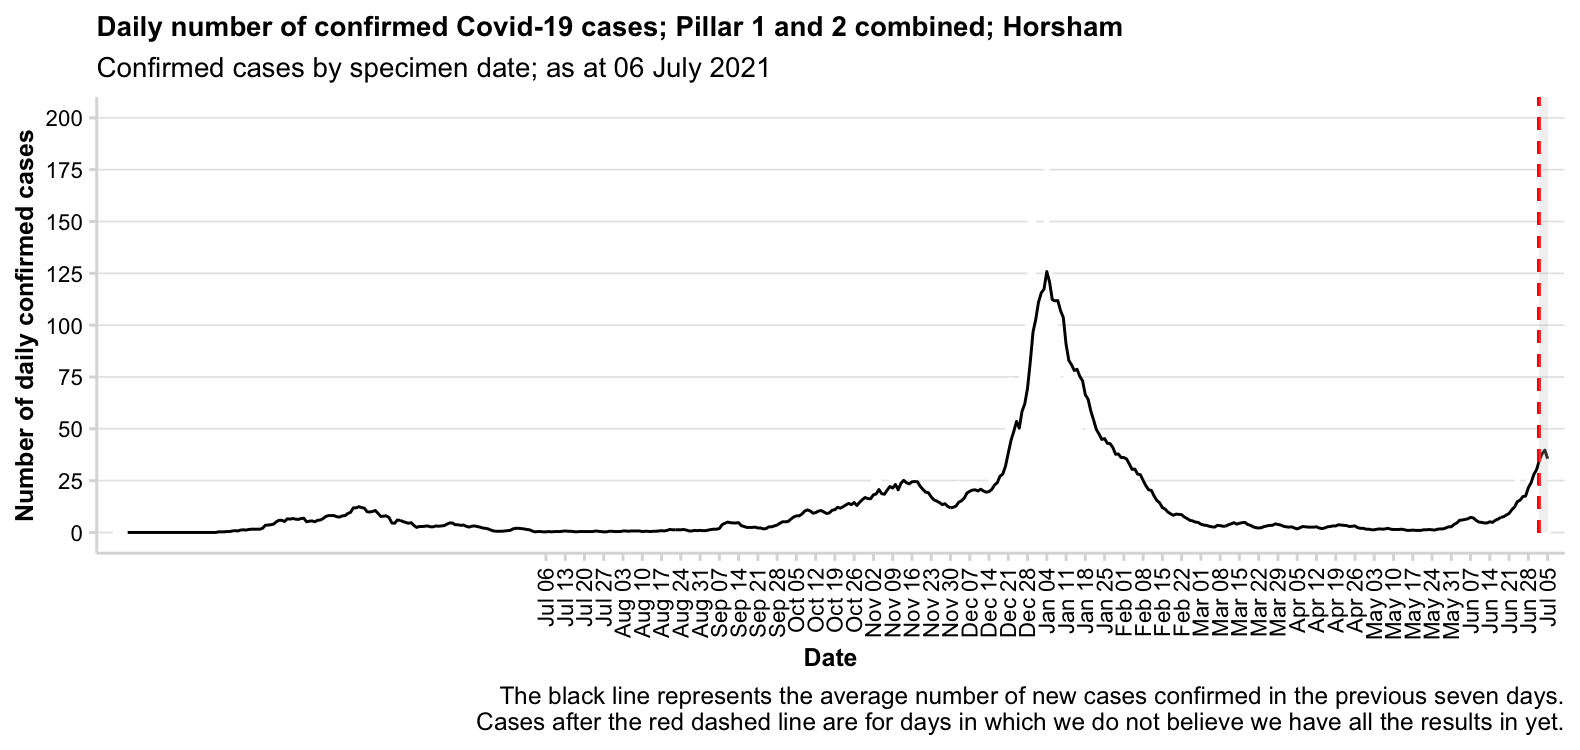 Daily number of confirmed Covid-19 cases; Pillar 1 and 2 combined; Horsham
Confirmed cases by specimen date; as at 06 July 2021
Number of daily confirmed cases
200
175
150
125
100
75
50
25
0
Jul 06
Jul 13
Jul 20
Jul 27
Aug 03
Aug 10
Aug 17
Aug 24
Aug 31
Sep 07
Sep 14
Sep 21
Sep 28
Oct 05
Oct 12
Oct 19
Oct 26
Nov 02
Nov 09
Nov 16
Nov 23
Nov 30
Dec 07
Dec 14
Dec 21
Dec 28
Jan 04
Jan 11
Jan 18
Jan 25
Feb 01
Feb 08
Feb 15
Feb 22
Mar 01
Mar 08
Mar 15
Mar 22
Mar 29
Apr 05
Apr 12
Apr 19
Apr 26
May 03
May 10
May 17
May 24
May 31
Jun 07
Jun 14
Jun 21
Jun 28
Jul 05
Date
The black line represents the average number of new cases confirmed in the previous seven days.
Cases after the red dashed line are for days in which we do not believe we have all the results in yet.